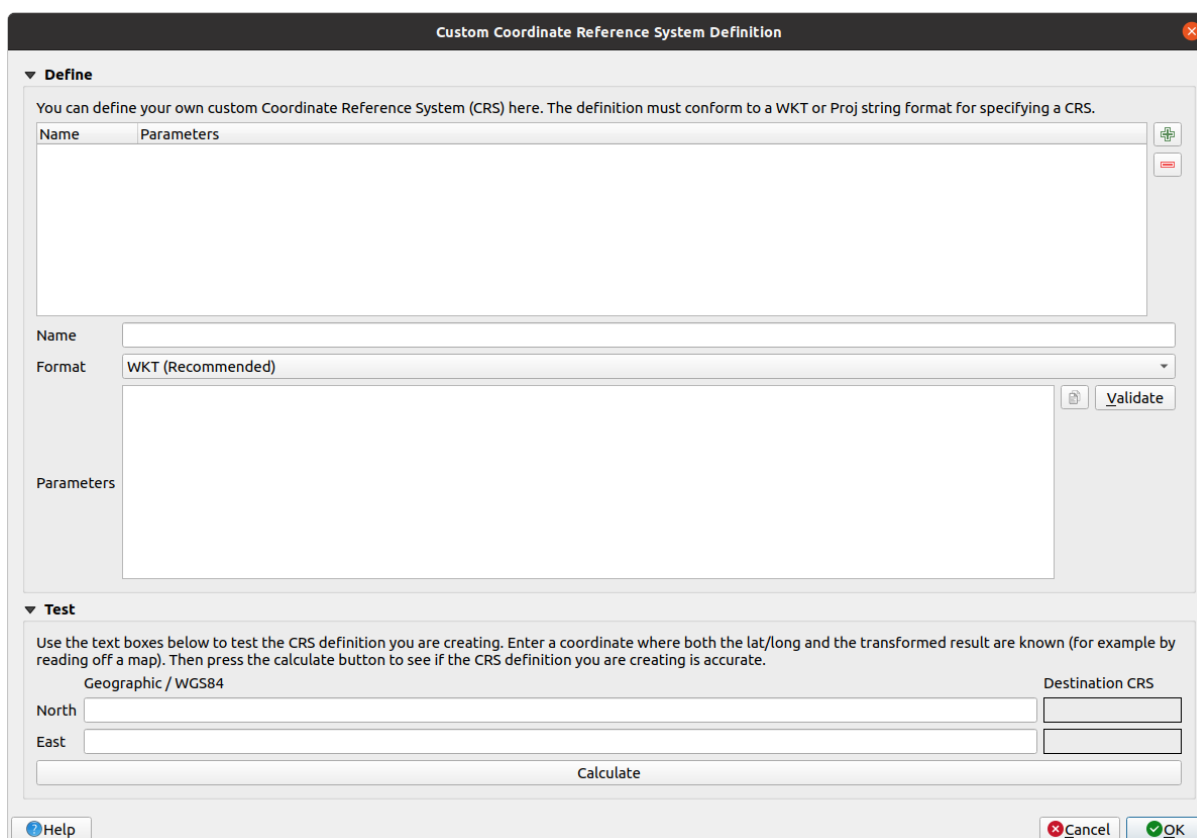 Custom Coordinate Reference System Definition
Define
You can define your own custom Coordinate Reference System (CRS) here. The definition must conform to a WKT or Proj string format for specifying a CRS.
Name Parameters
Name
Format WKT (Recommended)
Validate
Parameters
Test
Use the text boxes below to test the CRS definition you are creating. Enter a coordinate where both the lat/long and the transformed result are known (for example by
reading off a map). Then press the calculate button to see if the CRS definition you are creating is accurate.
Geographic / WGS84 Destination CRS
North
East
Calculate
Help Cancel OK